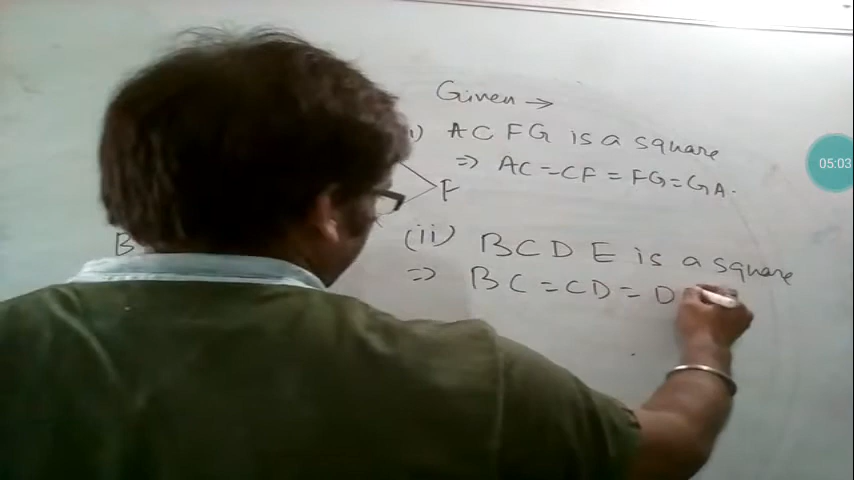 Given →
i) ACFG is a square
⇒ AC = CF = FG = GA.
F
B
(ii) BCDE is a square
⇒ BC = CD = D
05:03